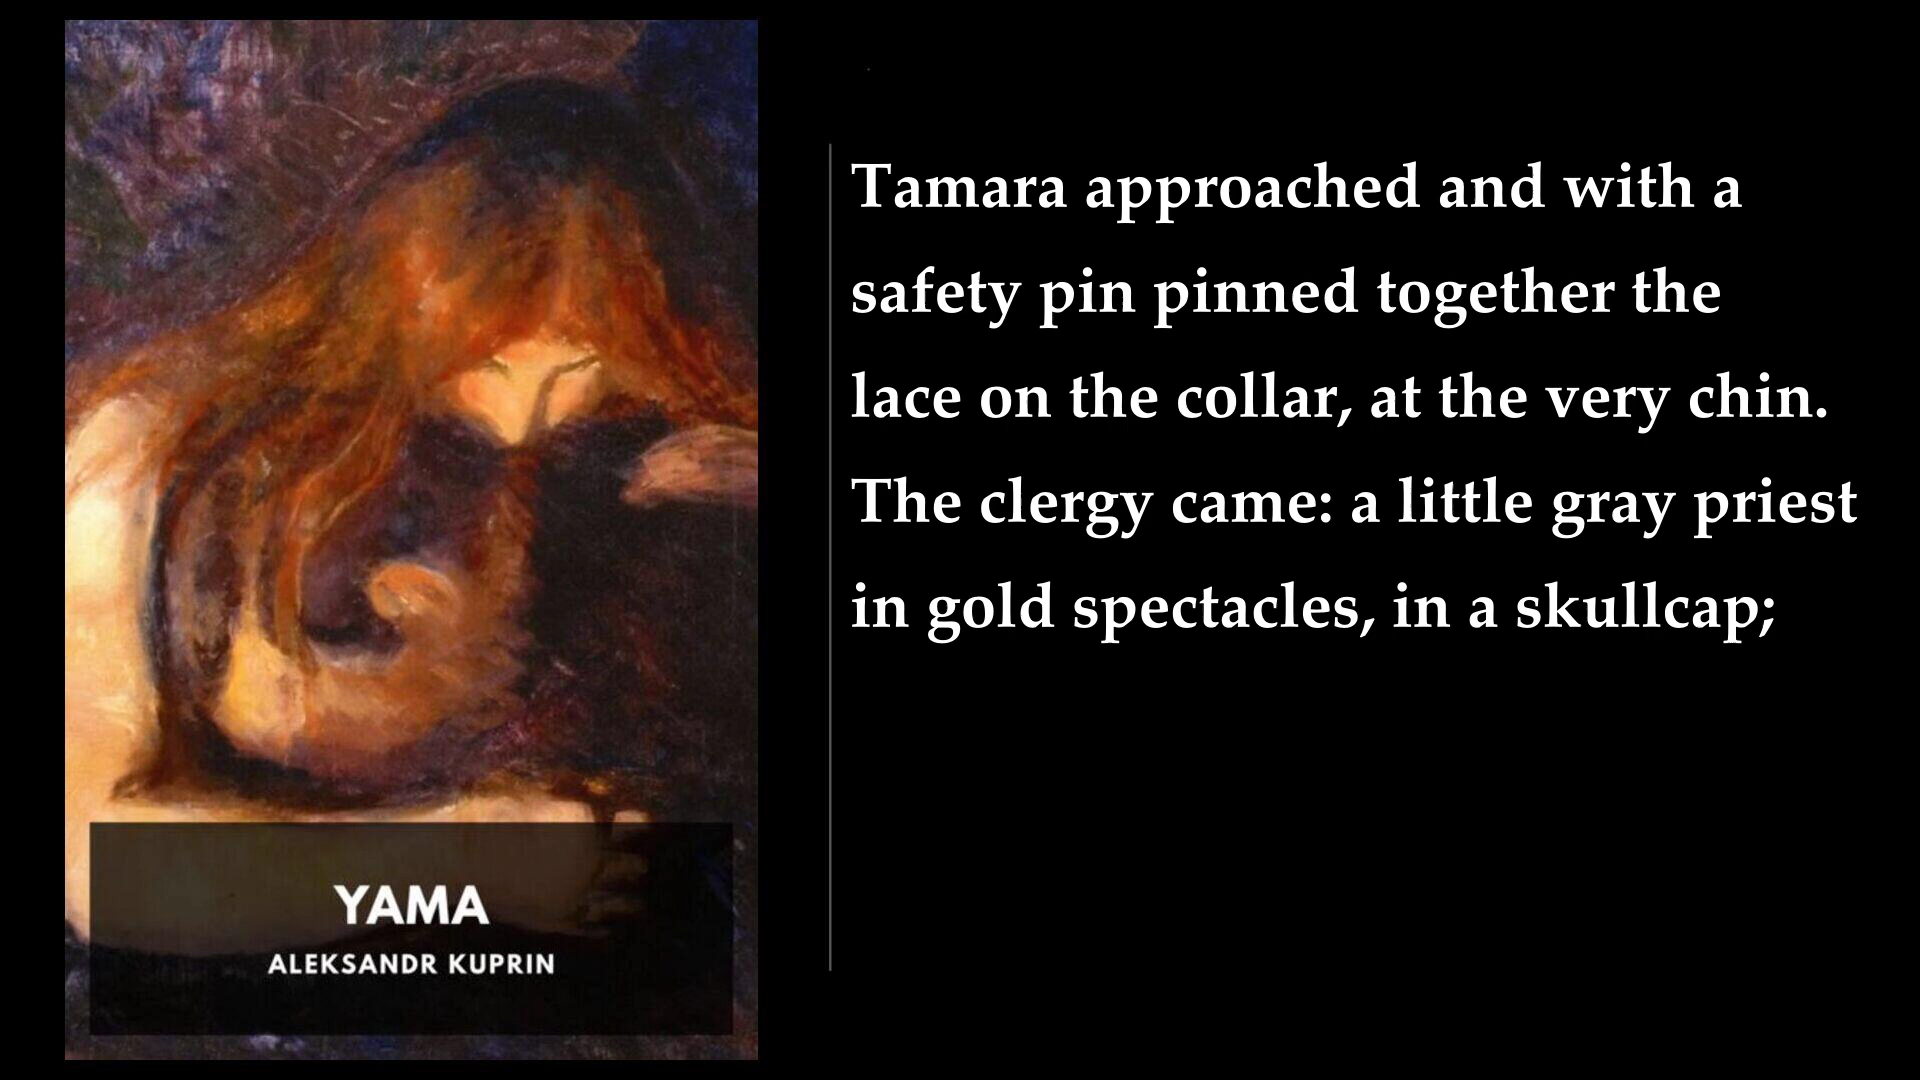 YAMA
ALEKSANDR KUPRIN
Tamara approached and with a
safety pin pinned together the
lace on the collar, at the very chin.
The clergy came: a little gray priest
in gold spectacles, in a skullcap;